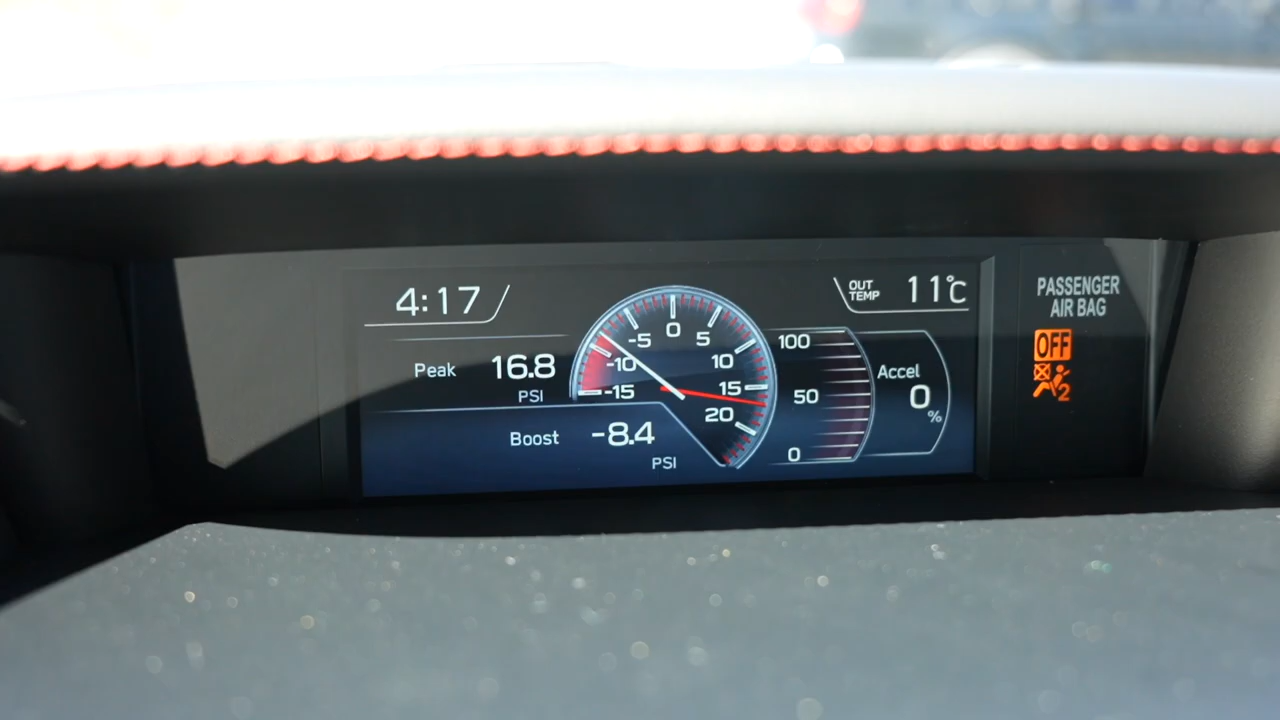 4:17
OUT
TEMP
11°C
PASSENGER
AIR BAG
OFF
2
Peak
16.8
PSI
Boost
-8.4
PSI
-15
-10
-5
0
5
10
15
20
100
50
0
Accel
0
%